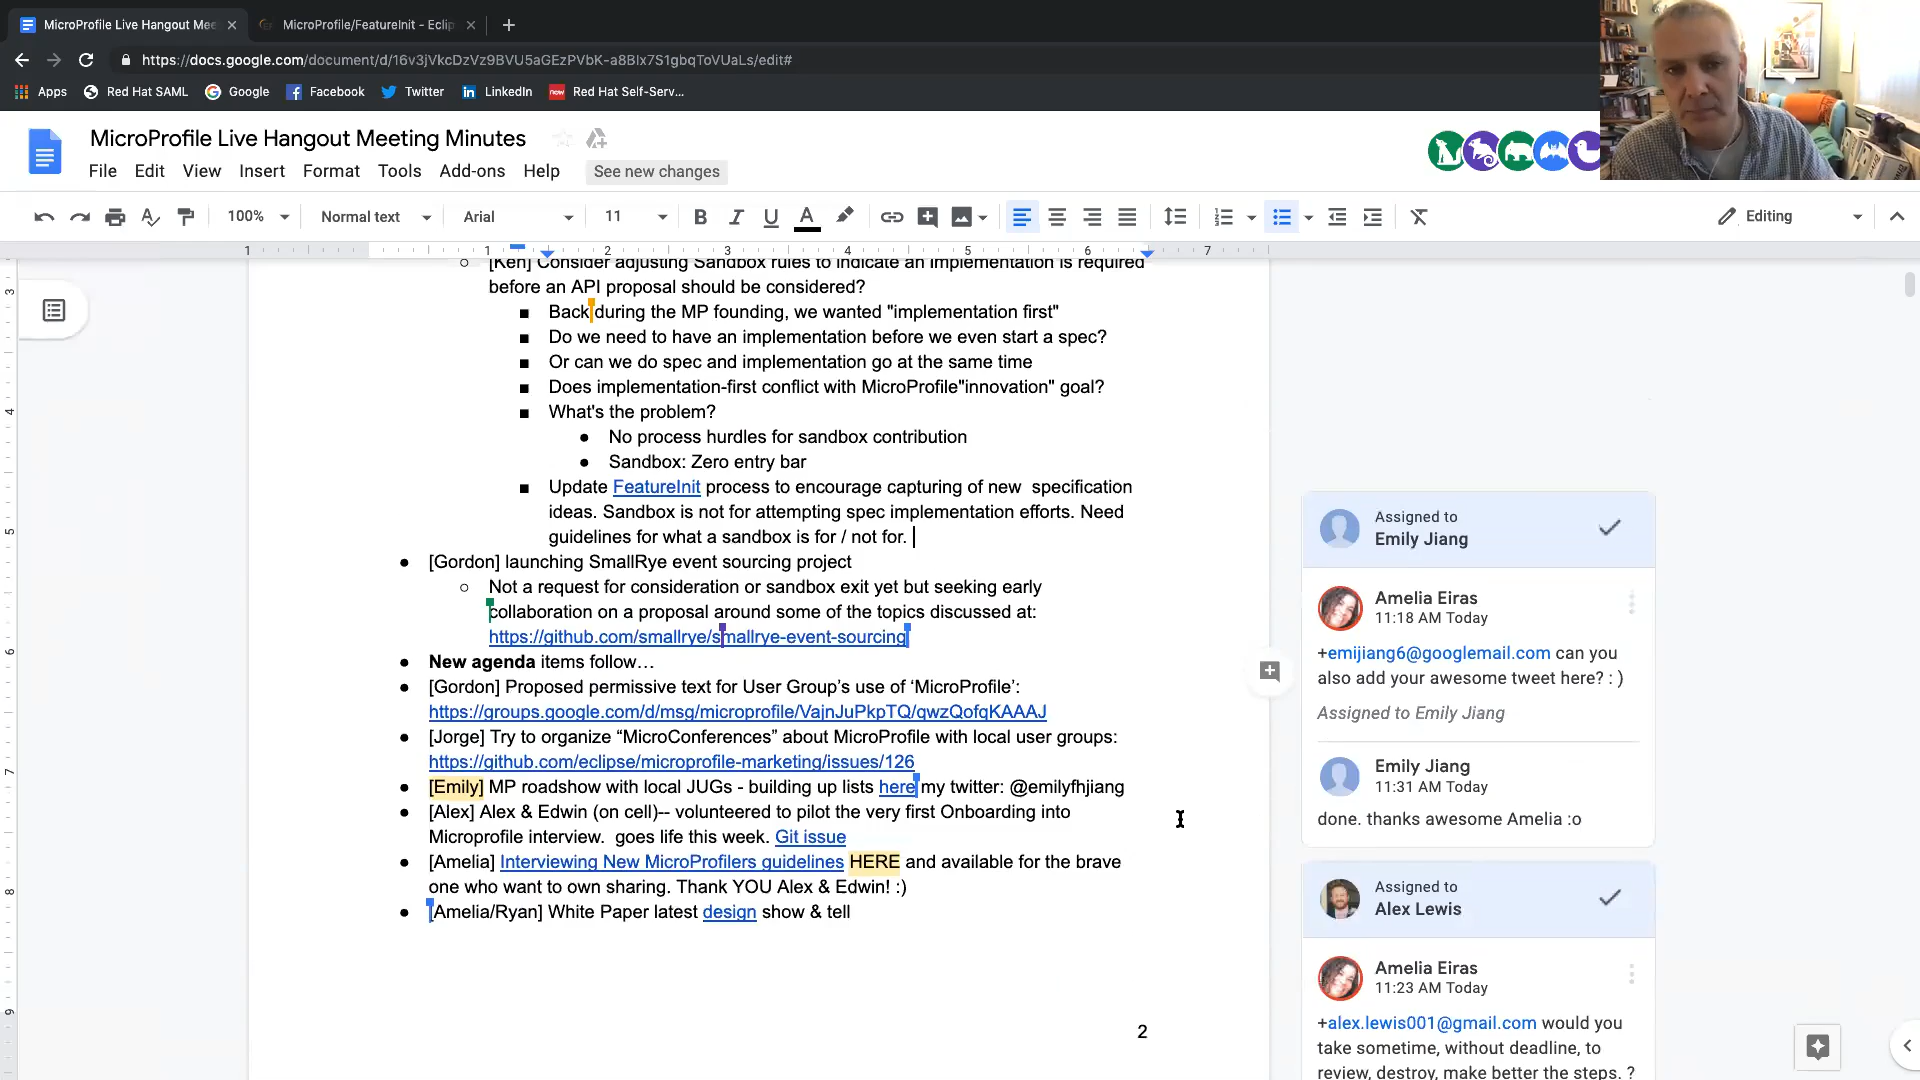 MicroProfile Live Hangout Mee
MicroProfile/FeatureInit - Eclip
https://docs.google.com/document/d/16v3jVkcDzVz9BVU5aGEzPVbK-a8BIx7S1gbqToVUaLs/edit#
Apps
Red Hat SAML
Google
Facebook
Twitter
LinkedIn
Red Hat Self-Serv...
MicroProfile Live Hangout Meeting Minutes
File Edit View Insert Format Tools Add-ons Help See new changes
100% Normal text Arial 11 B I U A Editing
1 1 2 3 4 5 6 7
3
4
5
6
7
8
9
[Ken] Consider adjusting Sandbox rules to indicate an implementation is required
before an API proposal should be considered?
Back during the MP founding, we wanted "implementation first"
Do we need to have an implementation before we even start a spec?
Or can we do spec and implementation go at the same time
Does implementation-first conflict with MicroProfile"innovation" goal?
What's the problem?
No process hurdles for sandbox contribution
Sandbox: Zero entry bar
Update FeatureInit process to encourage capturing of new specification
ideas. Sandbox is not for attempting spec implementation efforts. Need
guidelines for what a sandbox is for / not for.
[Gordon] launching SmallRye event sourcing project
Not a request for consideration or sandbox exit yet but seeking early
collaboration on a proposal around some of the topics discussed at:
https://github.com/smallrye/smallrye-event-sourcing
New agenda items follow…
[Gordon] Proposed permissive text for User Group’s use of ‘MicroProfile’:
https://groups.google.com/d/msg/microprofile/VajnJuPkpTQ/qwzQofqKAAAJ
[Jorge] Try to organize “MicroConferences” about MicroProfile with local user groups:
https://github.com/eclipse/microprofile-marketing/issues/126
[Emily] MP roadshow with local JUGs - building up lists here my twitter: @emilyfhjiang
[Alex] Alex & Edwin (on cell)-- volunteered to pilot the very first Onboarding into
Microprofile interview. goes life this week. Git issue
[Amelia] Interviewing New MicroProfilers guidelines HERE and available for the brave
one who want to own sharing. Thank YOU Alex & Edwin! :)
[Amelia/Ryan] White Paper latest design show & tell
2
Assigned to
Emily Jiang
Amelia Eiras
11:18 AM Today
+emijiang6@googlemail.com can you
also add your awesome tweet here? : )
Assigned to Emily Jiang
Emily Jiang
11:31 AM Today
done. thanks awesome Amelia :o
Assigned to
Alex Lewis
Amelia Eiras
11:23 AM Today
+alex.lewis001@gmail.com would you
take sometime, without deadline, to
review, destroy, make better the steps. ?